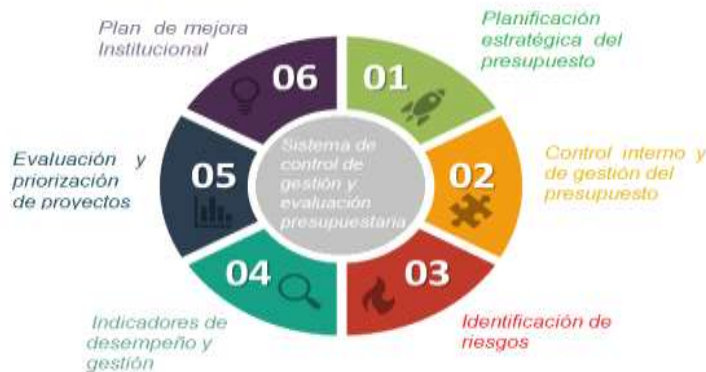 Plan de mejora
Institucional
06
01
Planificación
estratégica del
presupuesto
Evaluación y
priorización
de proyectos
05
Sistema de
control de
gestión y
evaluación
presupuestaria
02
Control interno y
de gestión del
presupuesto
04
03
Indicadores de
desempeño y
gestión
Identificación de
riesgos